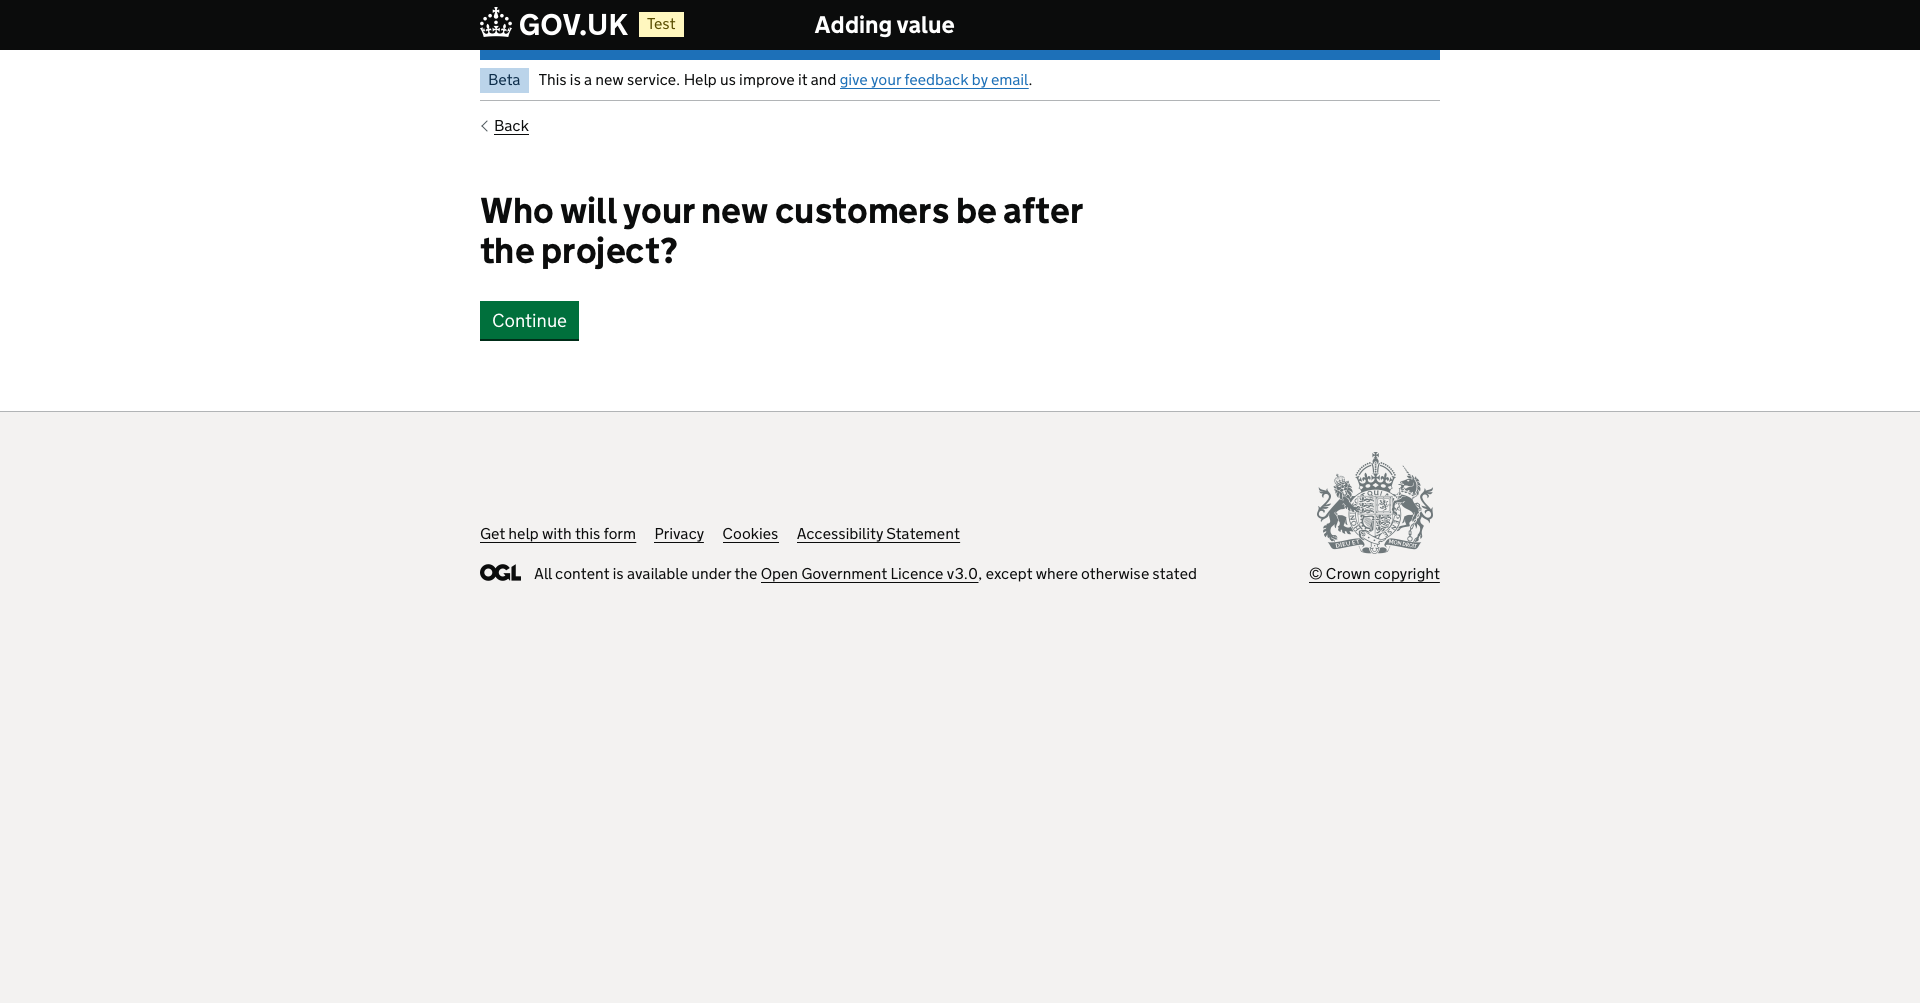 GOV.UK Test Adding value
Beta This is a new service. Help us improve it and give your feedback by email.
Back
Who will your new customers be after
the project?
Continue
Get help with this form Privacy Cookies Accessibility Statement
OGL All content is available under the Open Government Licence v3.0, except where otherwise stated
© Crown copyright